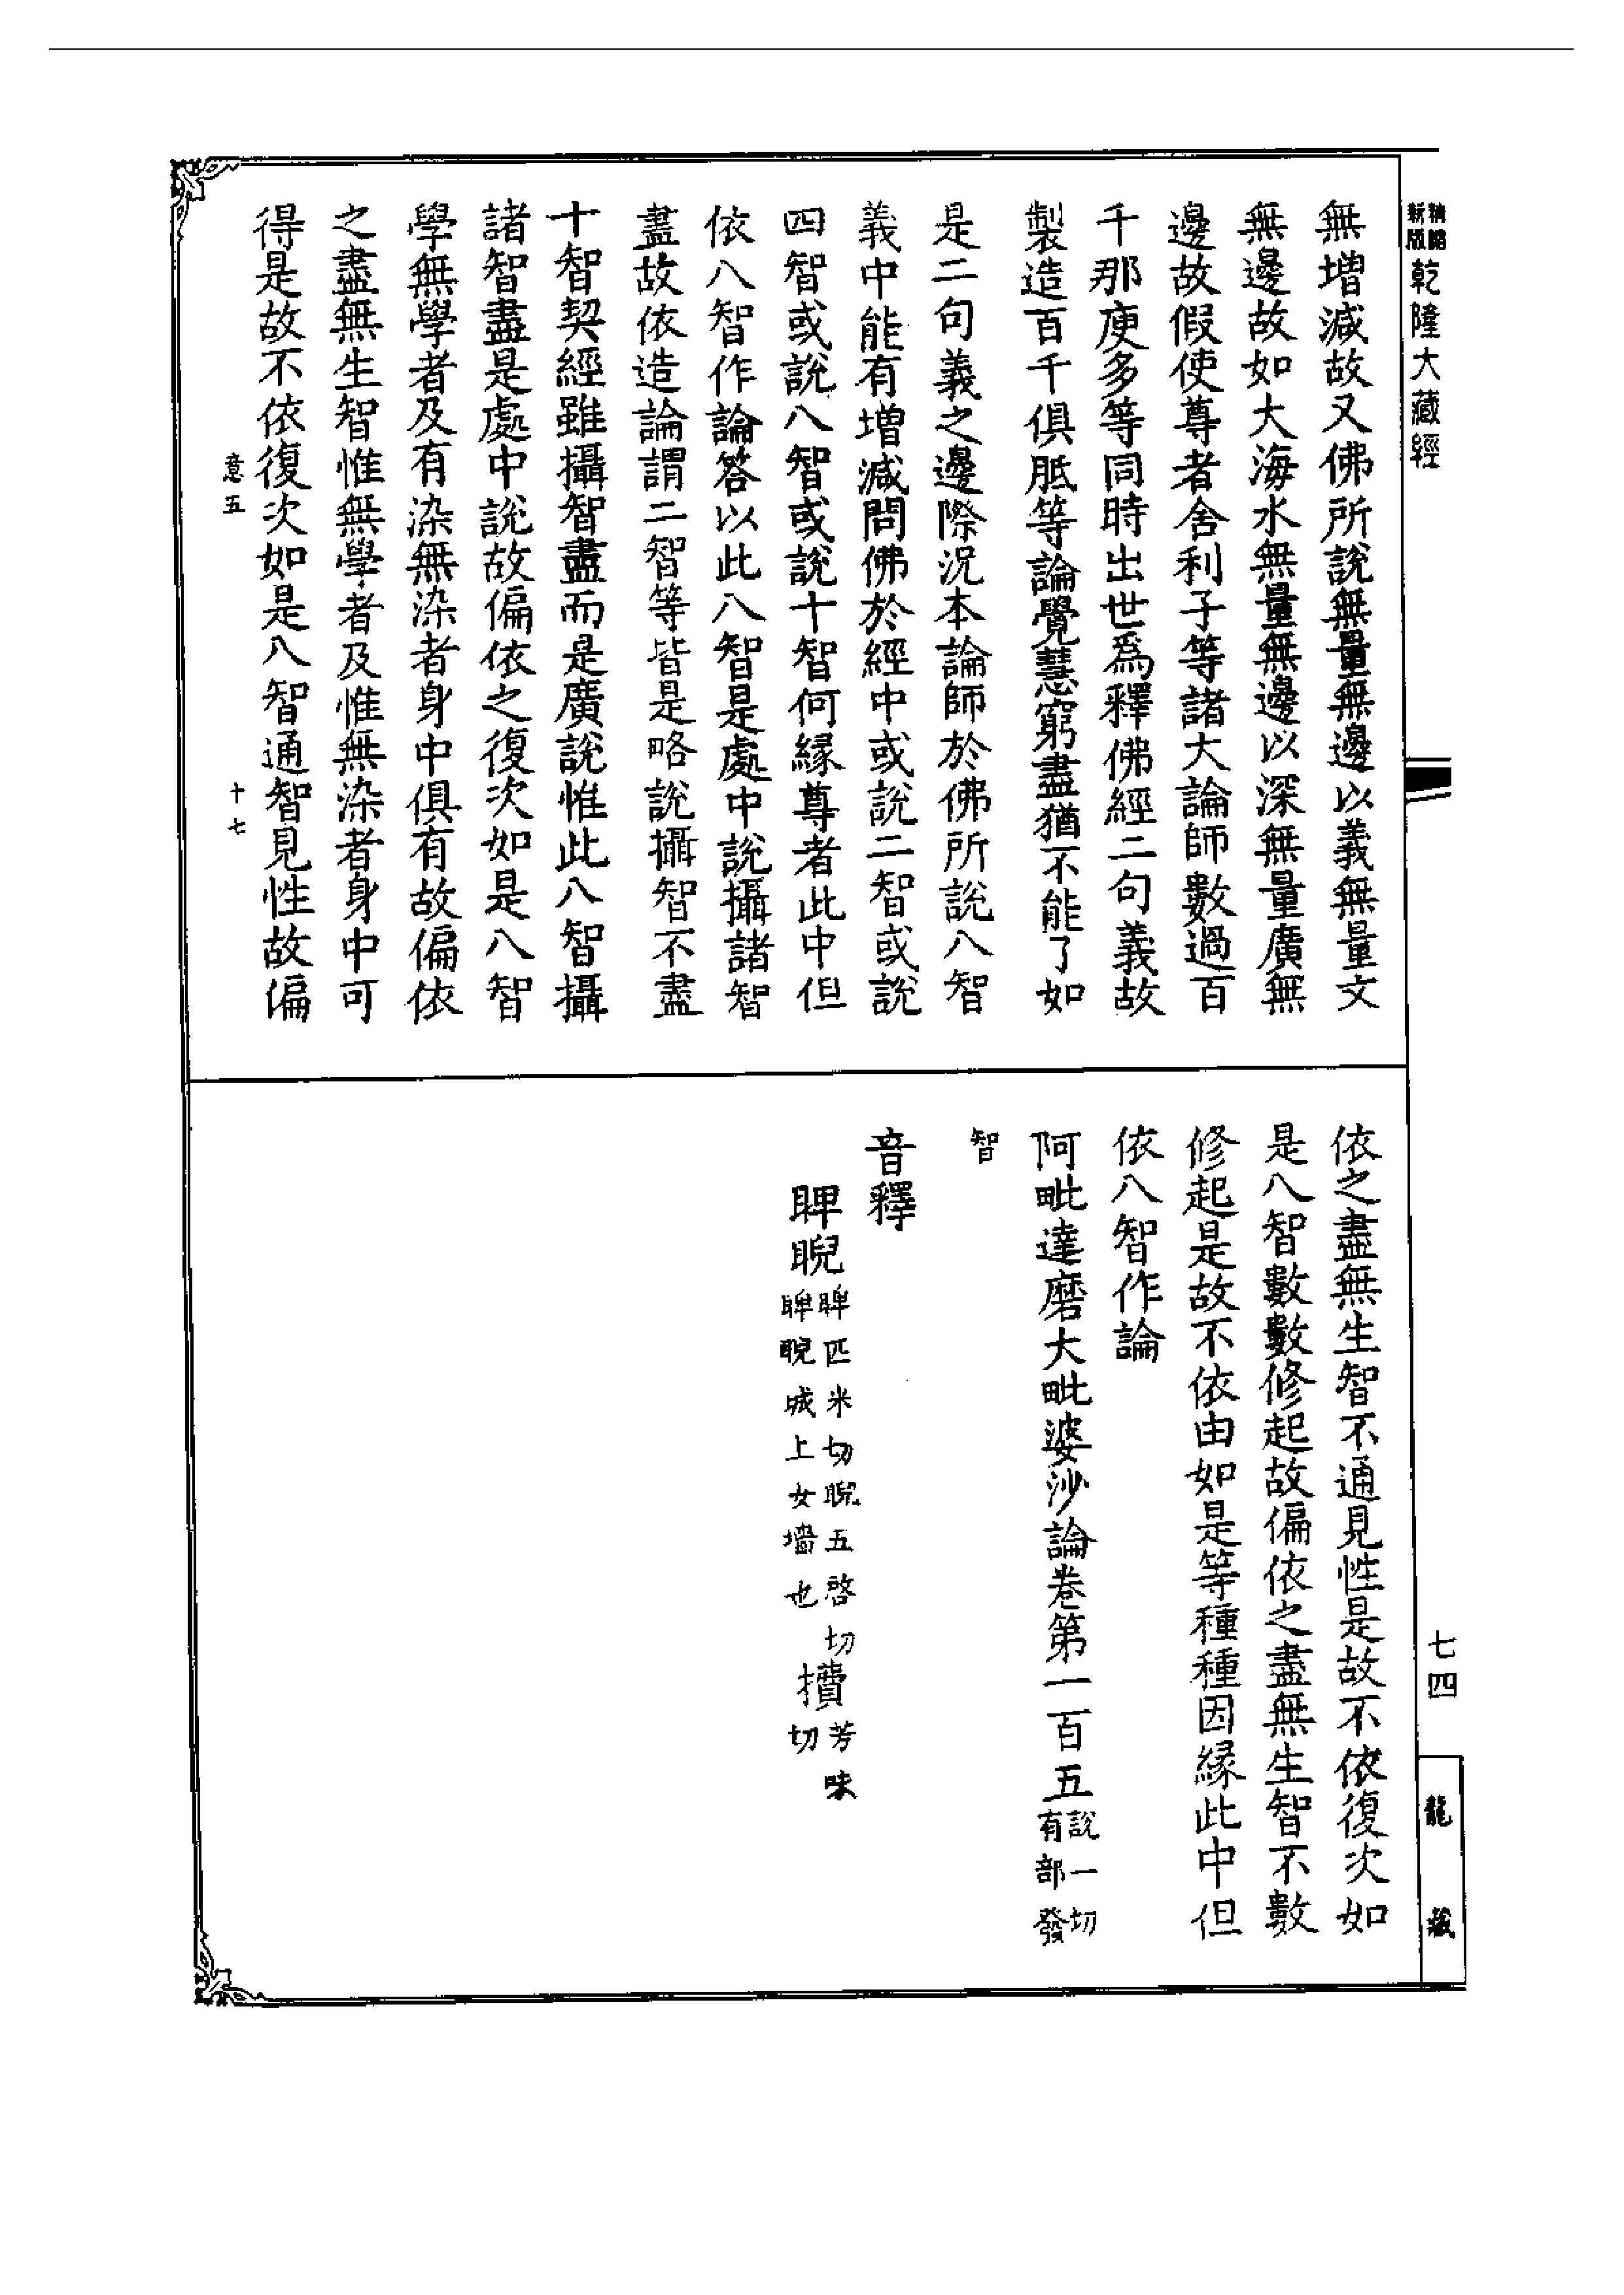 精縮新版乾隆大藏經
無增減故又佛所說無量無邊以義無量文
無邊故如大海水無量無邊以深無量廣無
邊故假使尊者舍利子等諸大論師數過百
千那庾多等同時出世爲釋佛經二句義故
製造百千俱胝等論覺慧窮盡猶不能了如
是二句義之邊際況本論師於佛所說八智
義中能有增減問佛於經中或說二智或說
四智或說八智或說十智何緣尊者此中但
依八智作論答以此八智是處中說攝諸智
盡故依造論謂二智等皆是略說攝智不盡
十智契經雖攝智盡而是廣說惟此八智攝
諸智盡是處中說故偏依之復次如是八智
學無學者及有染無染者身中俱有故偏依
之盡無生智惟無學者及惟無染者身中可
得是故不依復次如是八智通智見性故偏
意五 十七
依之盡無生智不通見性是故不依復次如
是八智數數修起故偏依之盡無生智不數
修起是故不依由如是等種種因緣此中但
依八智作論
阿毗達磨大毗婆沙論卷第一百五說一切有部發
智
音釋
睥睨睥匹米切睨五啓切睥睨城上女墻也 㩌芳味切
七四
龍藏